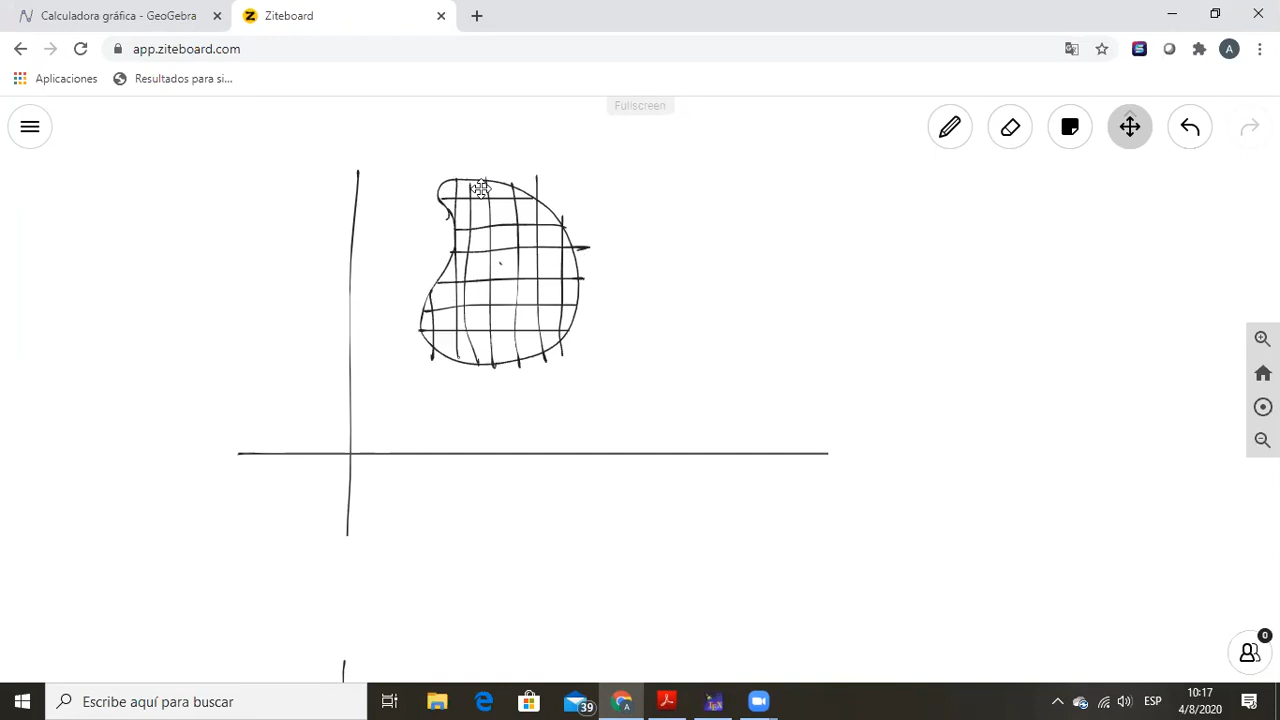 Calculadora gráfica - GeoGebra
Ziteboard
app.ziteboard.com
A
Aplicaciones
Resultados para si...
Fullscreen
0
Escribe aquí para buscar
39
ESP
10:17
4/8/2020